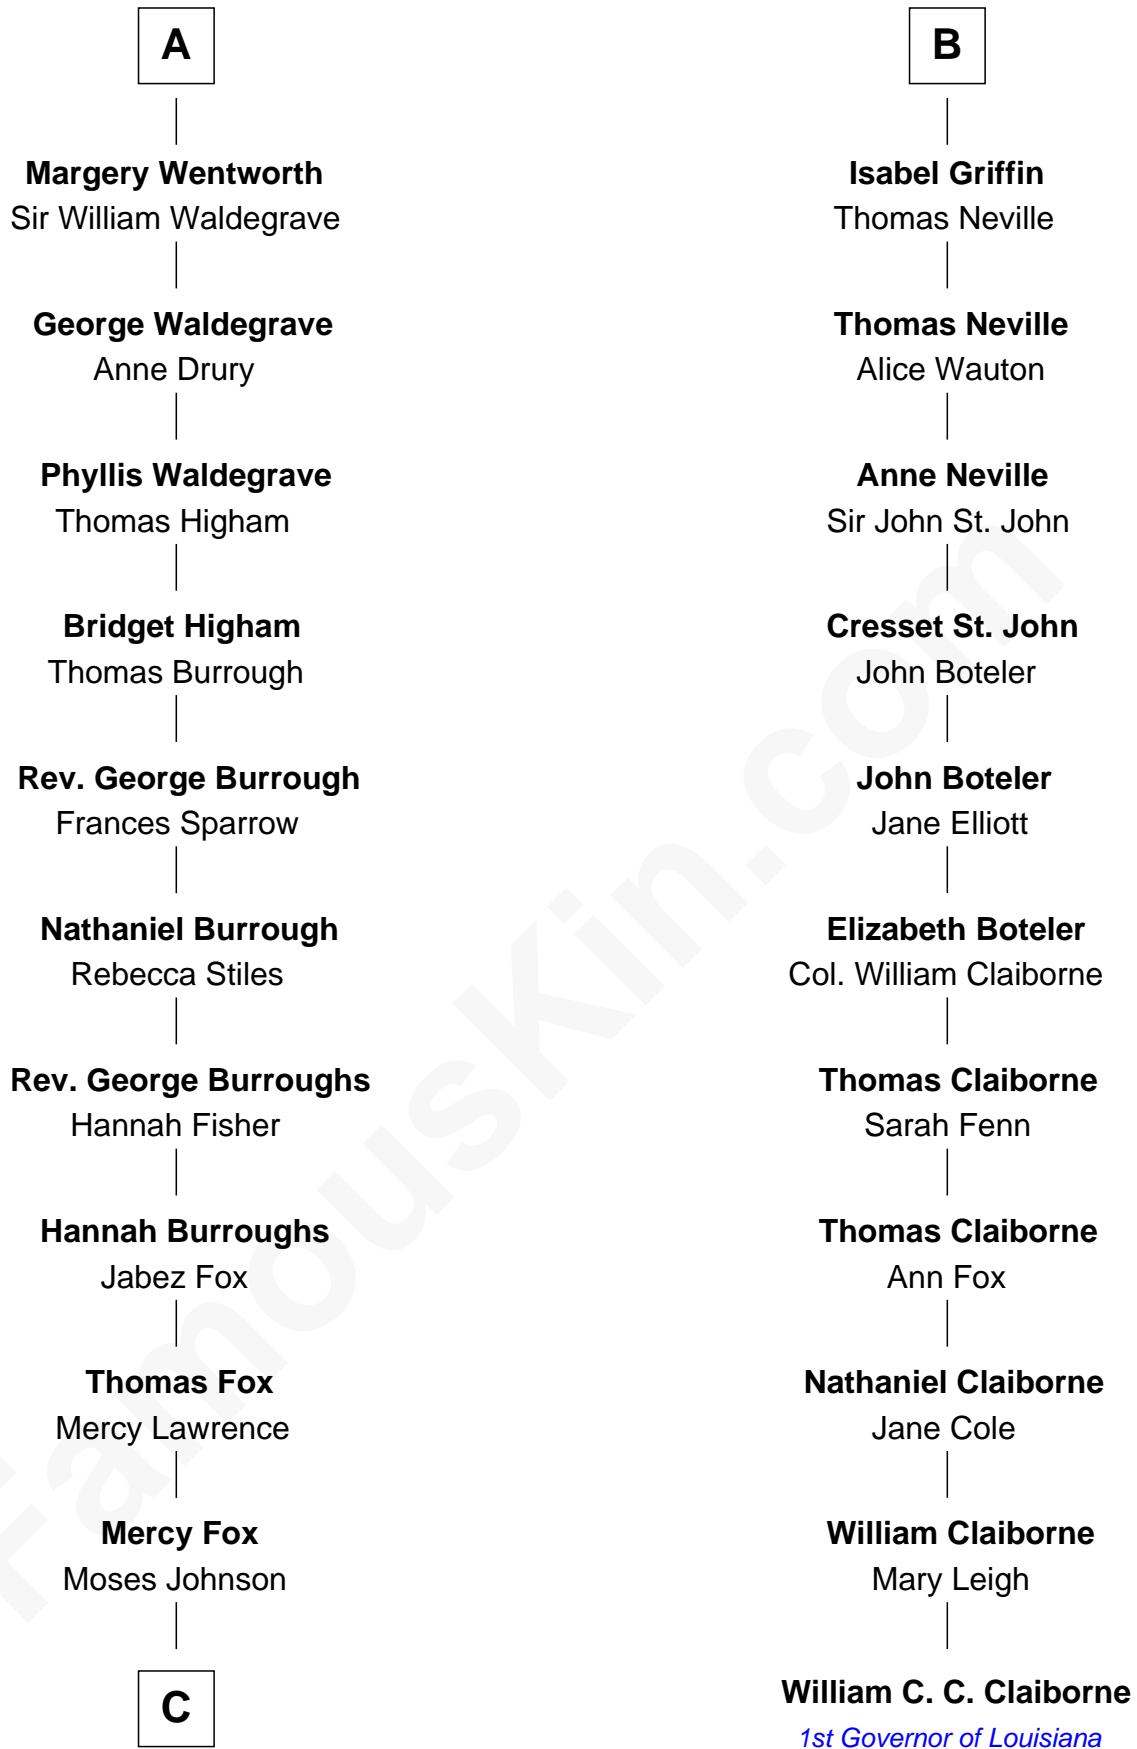 A
Margery Wentworth
Sir William Waldegrave
George Waldegrave
Anne Drury
Phyllis Waldegrave
Thomas Higham
Bridget Higham
Thomas Burrough
Rev. George Burrough
Frances Sparrow
Nathaniel Burrough
Rebecca Stiles
Rev. George Burroughs
Hannah Fisher
Hannah Burroughs
Jabez Fox
Thomas Fox
Mercy Lawrence
Mercy Fox
Moses Johnson
C
B
Isabel Griffin
Thomas Neville
Thomas Neville
Alice Wauton
Anne Neville
Sir John St. John
Cresset St. John
John Boteler
John Boteler
Jane Elliott
Elizabeth Boteler
Col. William Claiborne
Thomas Claiborne
Sarah Fenn
Thomas Claiborne
Ann Fox
Nathaniel Claiborne
Jane Cole
William Claiborne
Mary Leigh
William C. C. Claiborne
1st Governor of Louisiana
FamousKin.com